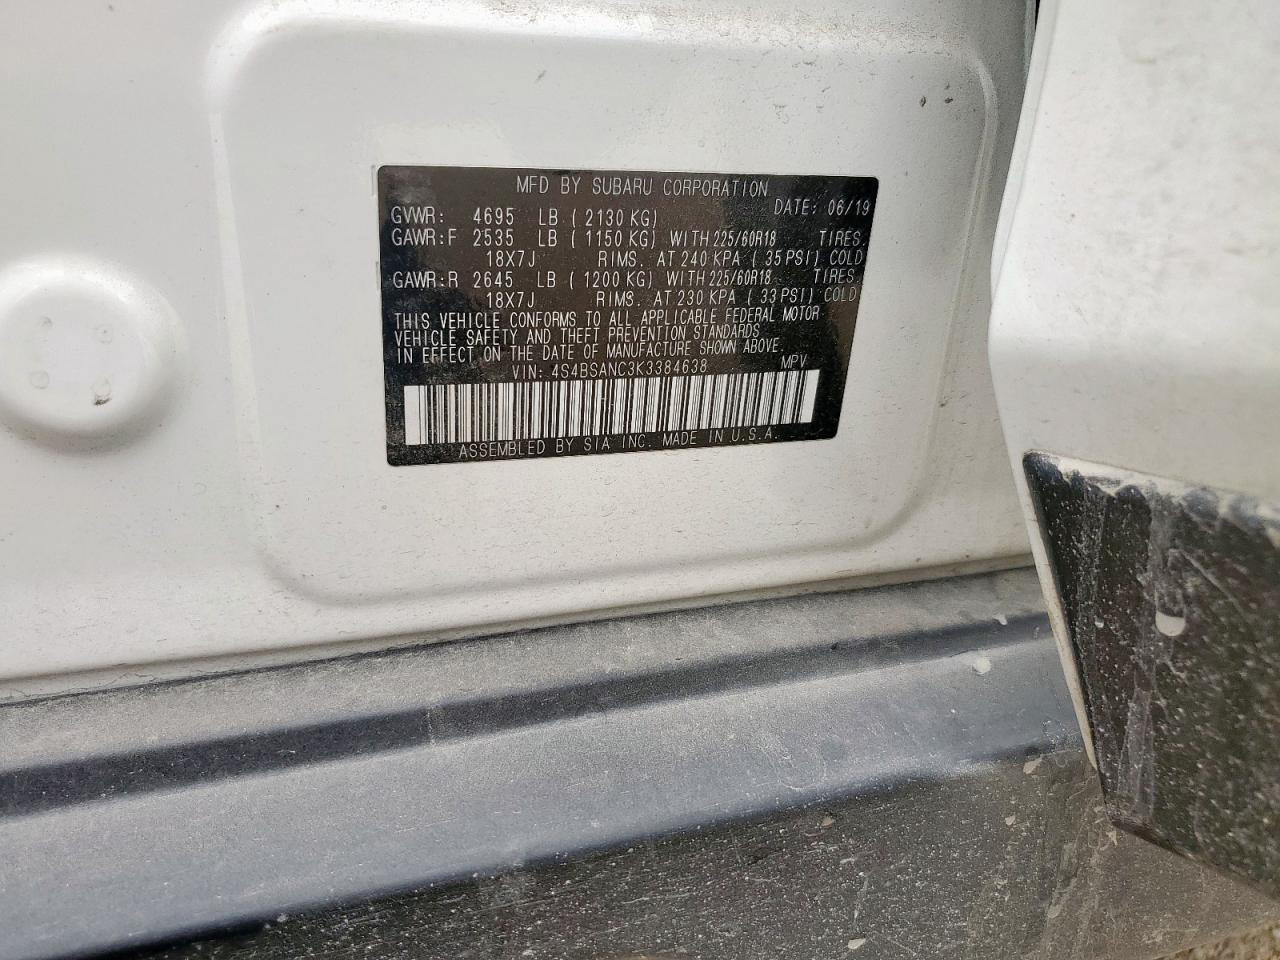 MFD BY SUBARU CORPORATION
DATE: 06/19
GVWR: 4695 LB (2130 KG)
GAWR:F 2535 LB (1150 KG) WITH 225/60R18 TIRES.
18X7J RIMS. AT 240 KPA (35 PSI) COLD
GAWR:R 2645 LB (1200 KG) WITH 225/60R18 TIRES.
18X7J RIMS. AT 230 KPA (33 PSI) COLD
THIS VEHICLE CONFORMS TO ALL APPLICABLE FEDERAL MOTOR
VEHICLE SAFETY AND THEFT PREVENTION STANDARDS
IN EFFECT ON THE DATE OF MANUFACTURE SHOWN ABOVE.
VIN: 4S4BSANC3K3384638 MPV
ASSEMBLED BY SIA INC. MADE IN U.S.A.